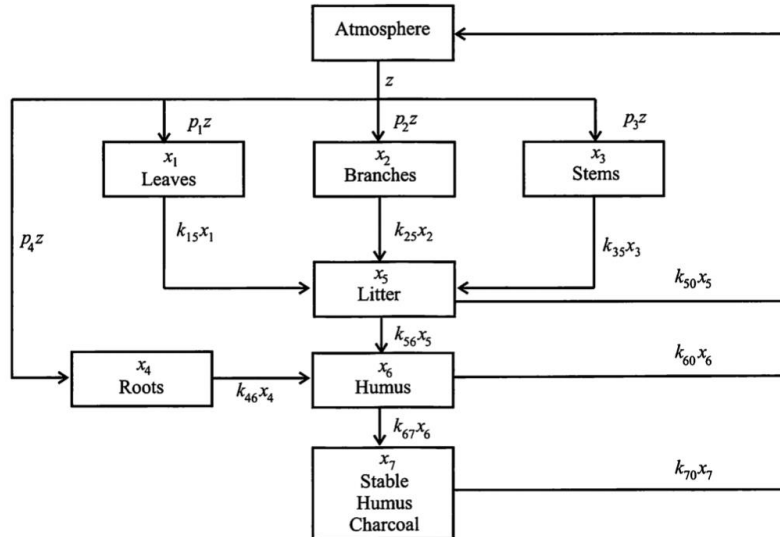 Atmosphere
z
p₁z
p₂z
p₃z
x₁
Leaves
x₂
Branches
x₃
Stems
p₄z
k₁₅x₁
k₂₅x₂
k₃₅x₃
x₅
Litter
k₅₀x₅
k₅₆x₅
x₄
Roots
k₄₆x₄
x₆
Humus
k₆₀x₆
k₆₇x₆
x₇
Stable
Humus
Charcoal
k₇₀x₇